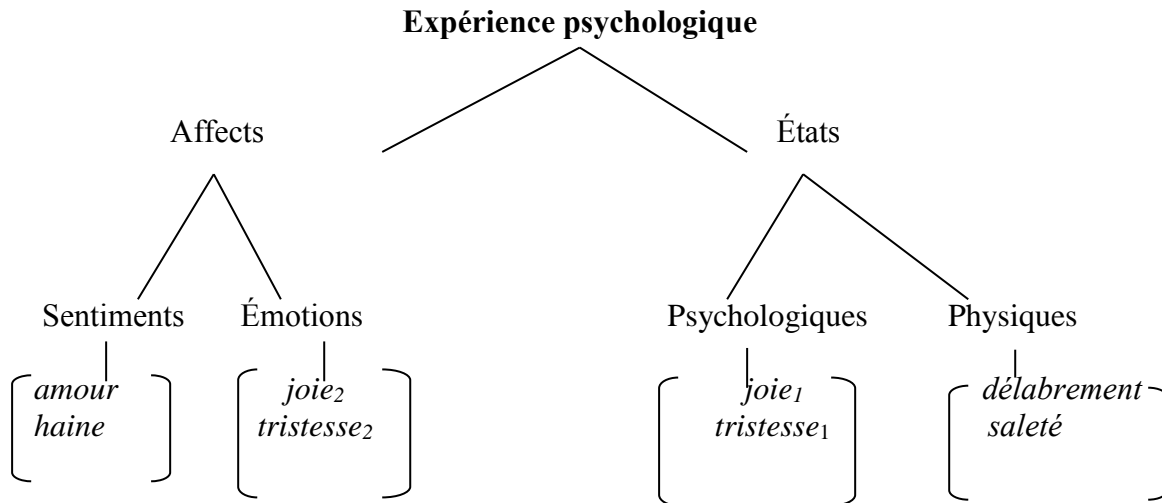 Expérience psychologique
Affects États
Sentiments Émotions Psychologiques Physiques
amour joie₂ joie₁ délabrement
haine tristesse₂ tristesse₁ saleté